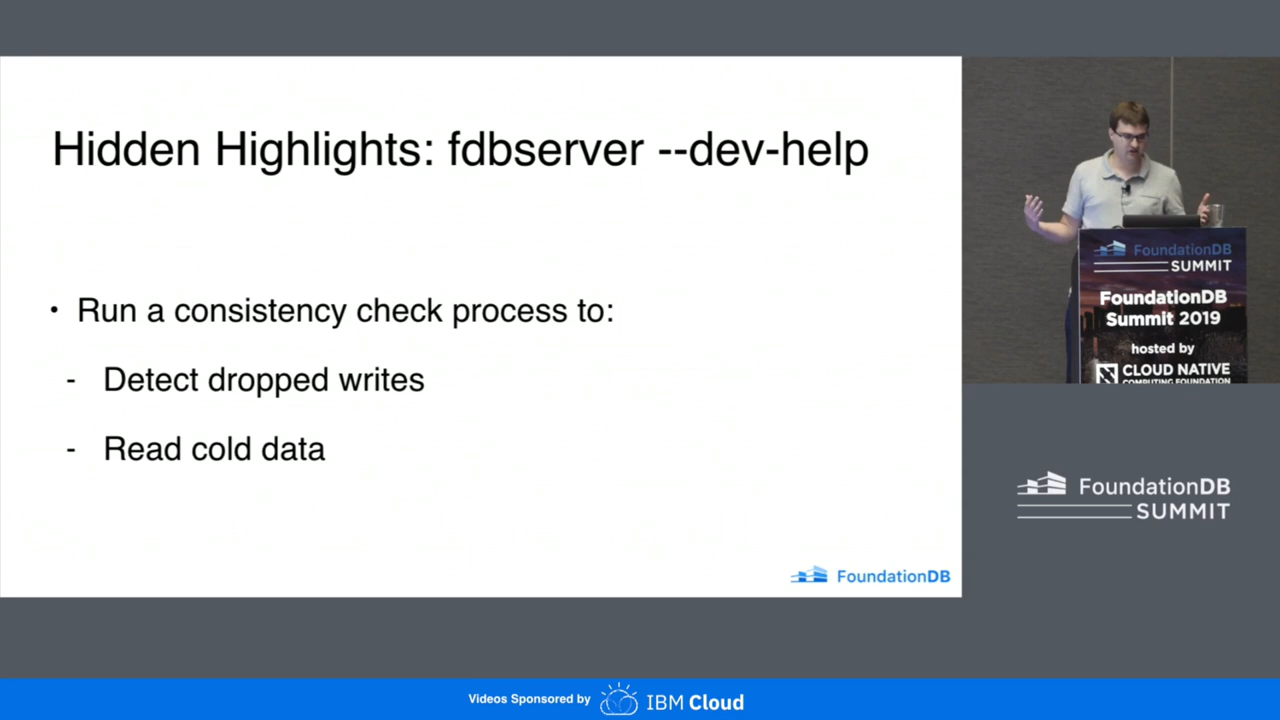 Hidden Highlights: fdbserver --dev-help
• Run a consistency check process to:
- Detect dropped writes
- Read cold data
FoundationDB
FoundationDB
SUMMIT
FoundationDB
Summit 2019
hosted by
CLOUD NATIVE
COMPUTING FOUNDATION
FoundationDB
SUMMIT
Videos Sponsored by IBM Cloud